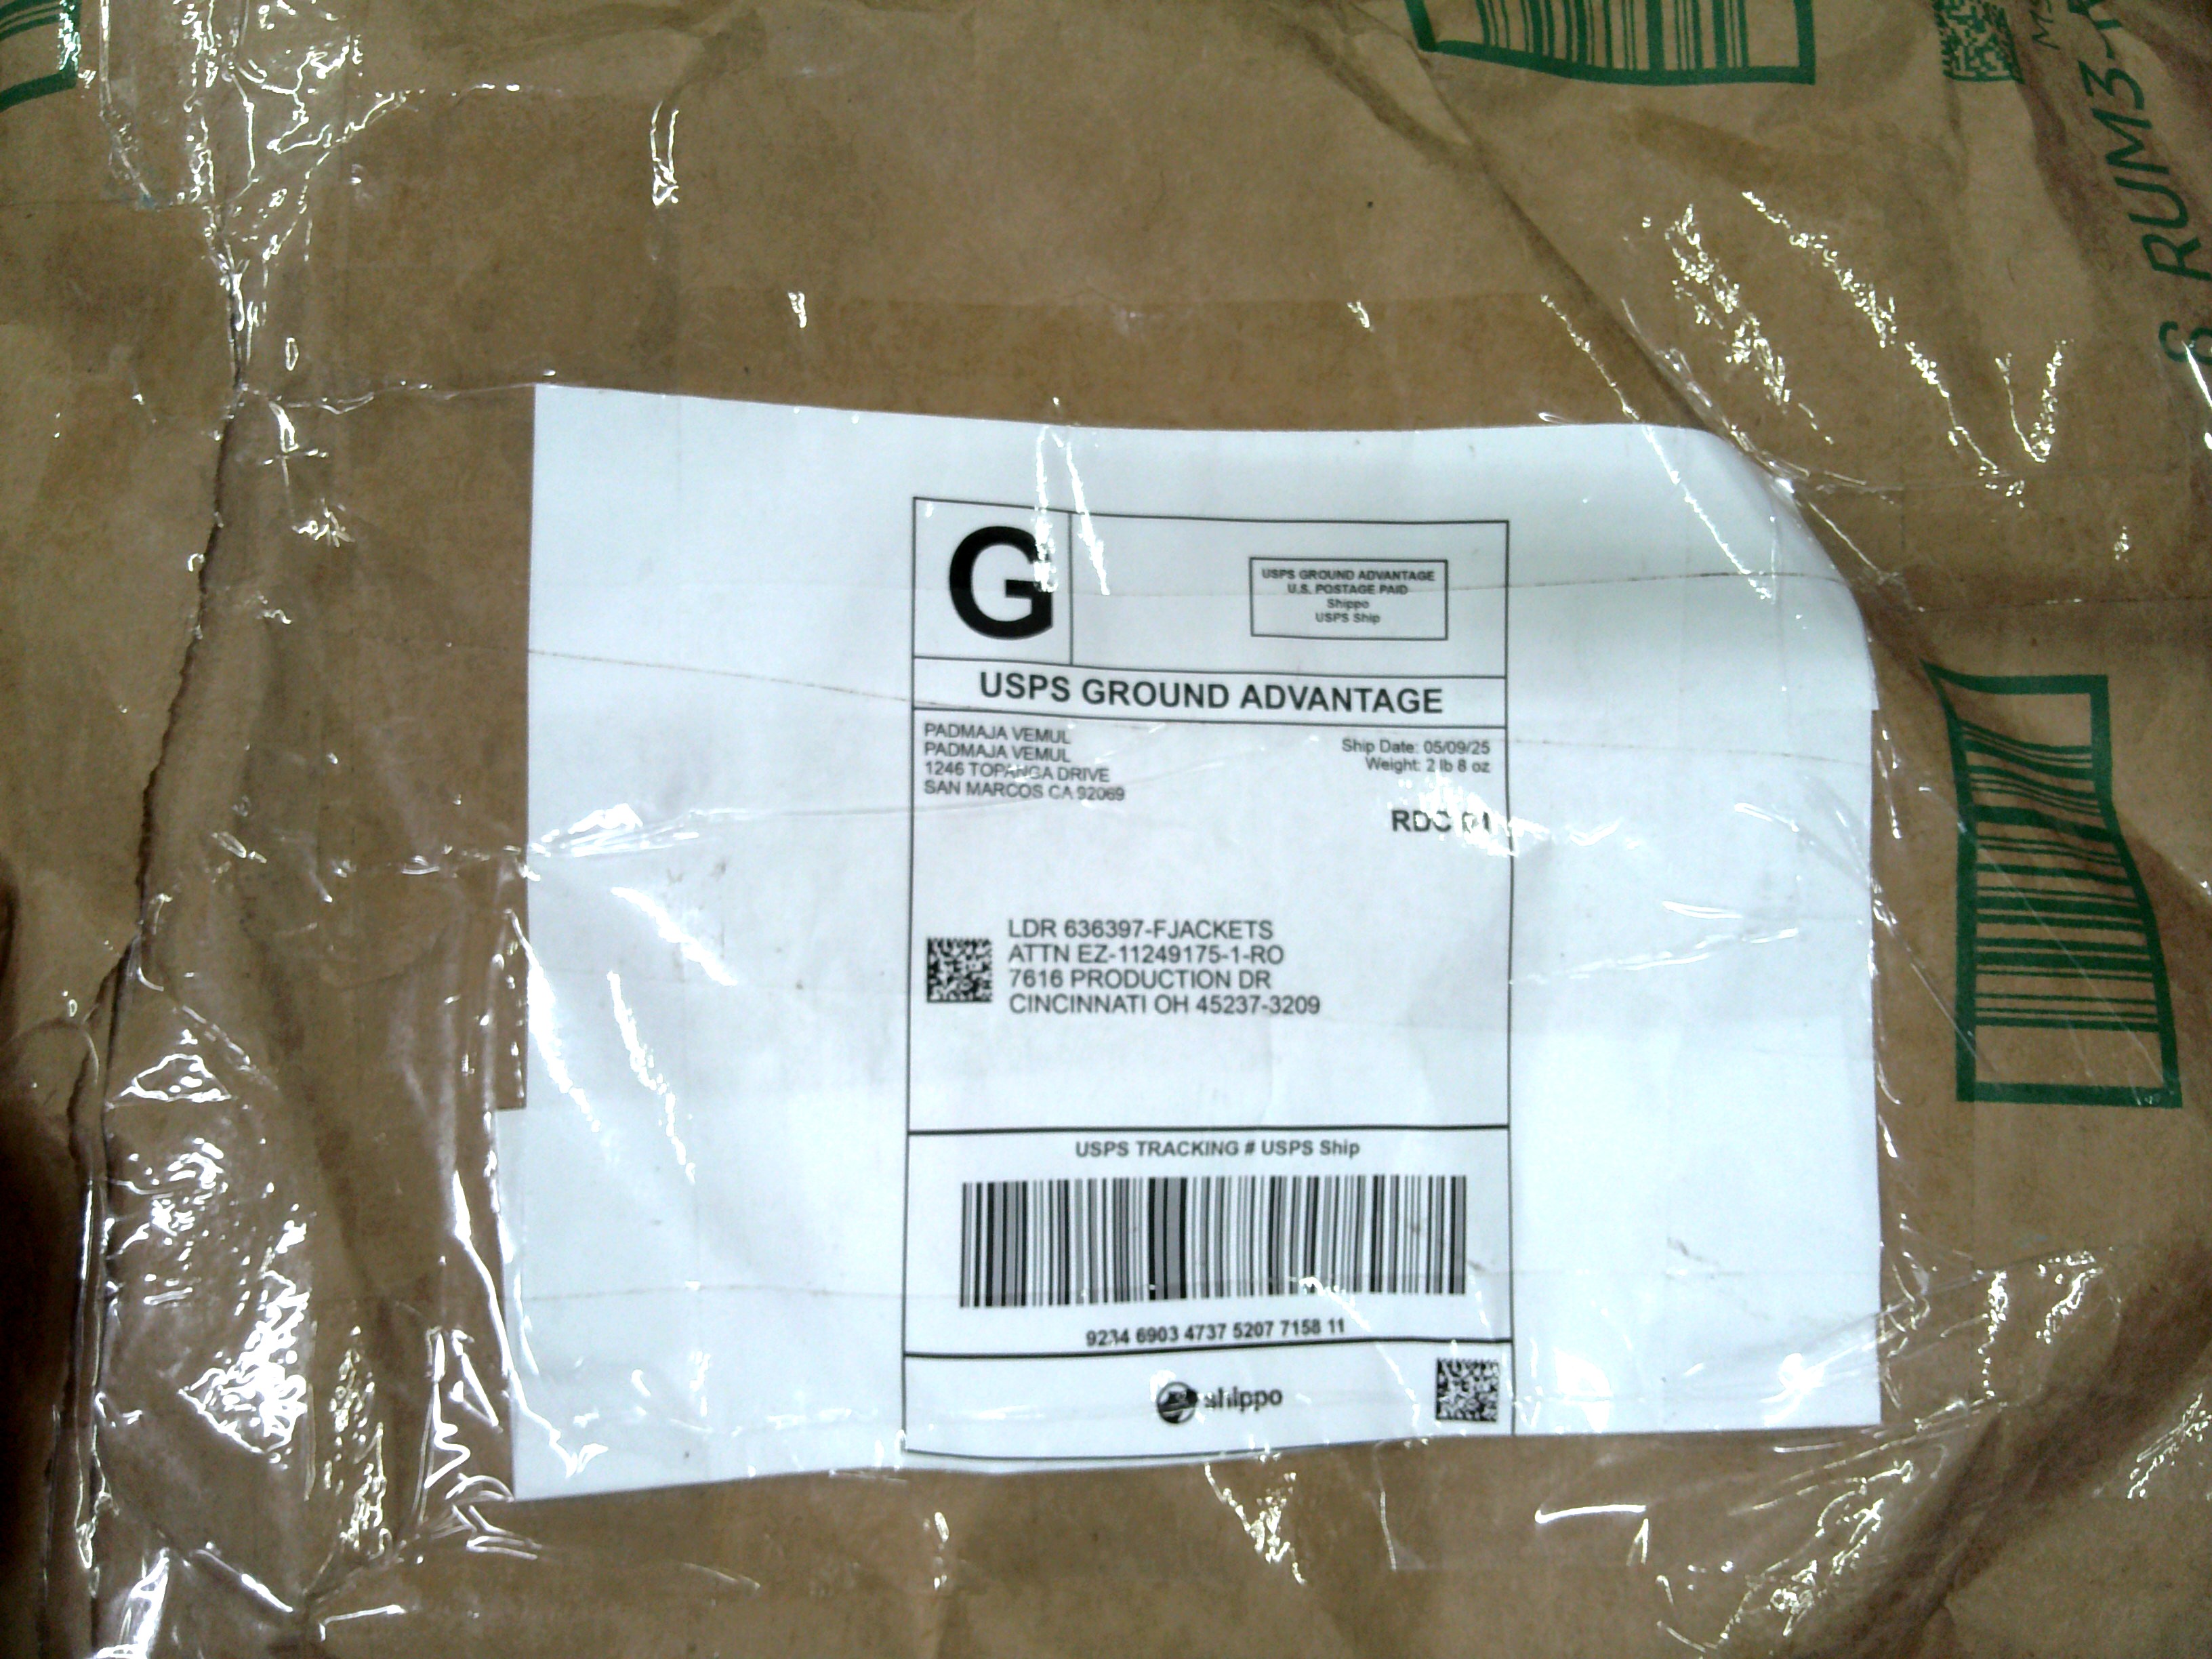 RUM3-
G
USPS GROUND ADVANTAGE
U.S. POSTAGE PAID
Shippo
USPS Ship
USPS GROUND ADVANTAGE
PADMAJA VEMUL
PADMAJA VEMUL
1246 TOPANGA DRIVE
SAN MARCOS CA 92069
Ship Date: 05/09/25
Weight: 2 lb 8 oz
RDC 01
LDR 636397-FJACKETS
ATTN EZ-11249175-1-RO
7616 PRODUCTION DR
CINCINNATI OH 45237-3209
USPS TRACKING # USPS Ship
9234 6903 4737 5207 7158 11
shippo